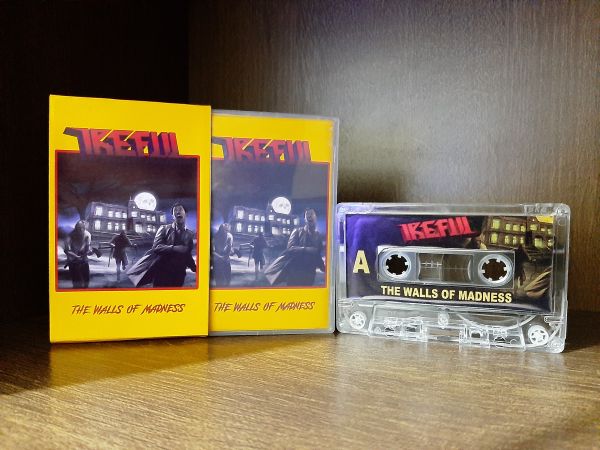 IREFUL
THE WALLS OF MADNESS
IREFUL
THE WALLS OF MADNESS
IREFUL
A
THE WALLS OF MADNESS